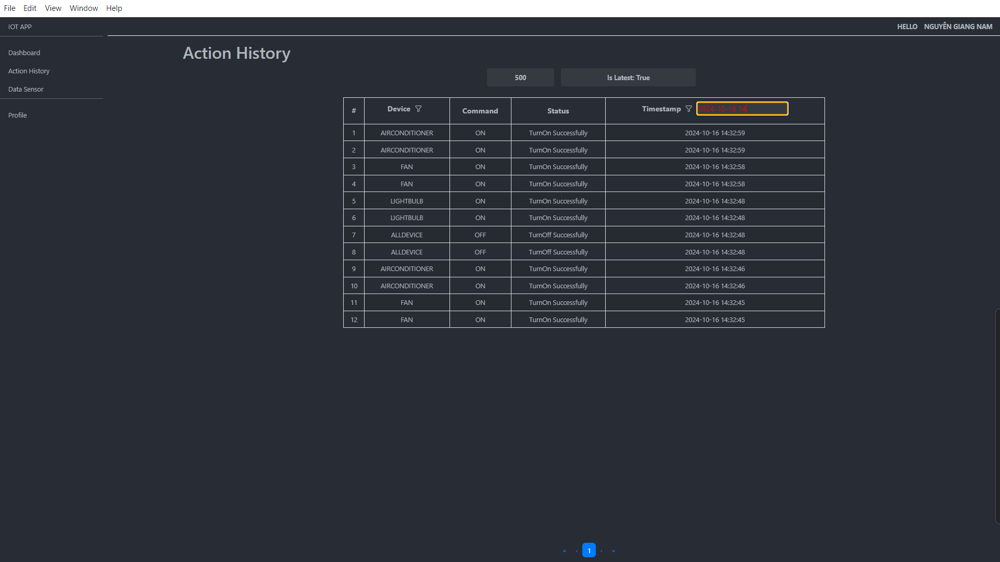 File Edit View Window Help
IOT APP
HELLO NGUYỄN GIANG NAM
Dashboard
Action History
Data Sensor
Profile
Action History
500 Is Latest: True
# Device Command Status Timestamp 2024-10-16 14
1 AIRCONDITIONER ON TurnOn Successfully 2024-10-16 14:32:59
2 AIRCONDITIONER ON TurnOn Successfully 2024-10-16 14:32:59
3 FAN ON TurnOn Successfully 2024-10-16 14:32:58
4 FAN ON TurnOn Successfully 2024-10-16 14:32:58
5 LIGHTBULB ON TurnOn Successfully 2024-10-16 14:32:48
6 LIGHTBULB ON TurnOn Successfully 2024-10-16 14:32:48
7 ALLDEVICE OFF TurnOff Successfully 2024-10-16 14:32:48
8 ALLDEVICE OFF TurnOff Successfully 2024-10-16 14:32:48
9 AIRCONDITIONER ON TurnOn Successfully 2024-10-16 14:32:46
10 AIRCONDITIONER ON TurnOn Successfully 2024-10-16 14:32:46
11 FAN ON TurnOn Successfully 2024-10-16 14:32:45
12 FAN ON TurnOn Successfully 2024-10-16 14:32:45
« ‹ 1 › »